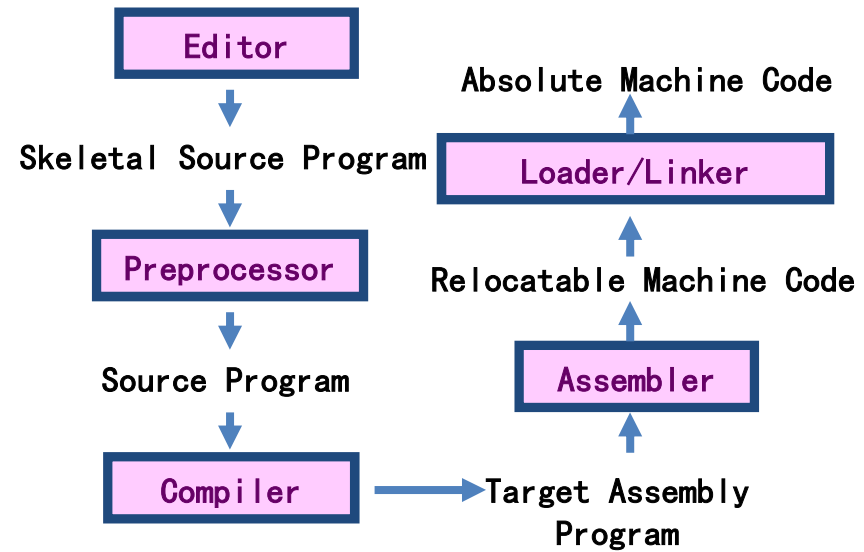 Editor
Skeletal Source Program
Preprocessor
Source Program
Compiler
Target Assembly
Program
Assembler
Relocatable Machine Code
Loader/Linker
Absolute Machine Code